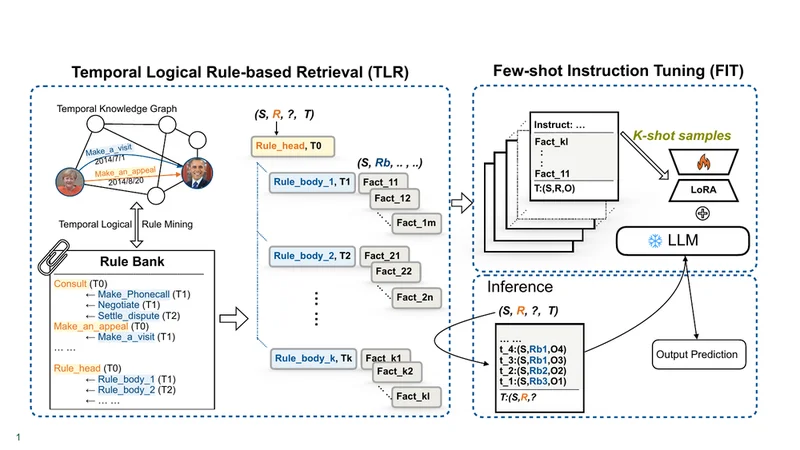 Temporal Logical Rule-based Retrieval (TLR)
Temporal Knowledge Graph
Make_a_visit
2014/7/1
Make_an_appeal
2014/8/20
Temporal Logical Rule Mining
Rule Bank
Consult (T0)
← Make_Phonecall (T1)
← Negotiate (T1)
← Settle_dispute (T2)
Make_an_appeal (T0)
← Make_a_visit (T1)
... ...
Rule_head (T0)
← Rule_body_1 (T1)
← Rule_body_2 (T2)
← ... ...
(S, R, ?, T)
Rule_head, T0
(S, Rb, .. , ..)
Rule_body_1, T1
Fact_11
Fact_12
Fact_1m
Rule_body_2, T2
Fact_21
Fact_22
Fact_2n
Rule_body_k, Tk
Fact_k1
Fact_k2
Fact_kl
Few-shot Instruction Tuning (FIT)
Instruct: ...
Fact_kl
Fact_11
T:(S,R,O)
K-shot samples
LoRA
LLM
Inference
(S, R, ?, T)
... ...
t_4:(S,Rb1,O4)
t_3:(S,Rb1,O3)
t_2:(S,Rb2,O2)
t_1:(S,Rb3,O1)
T:(S,R,?
Output Prediction
1